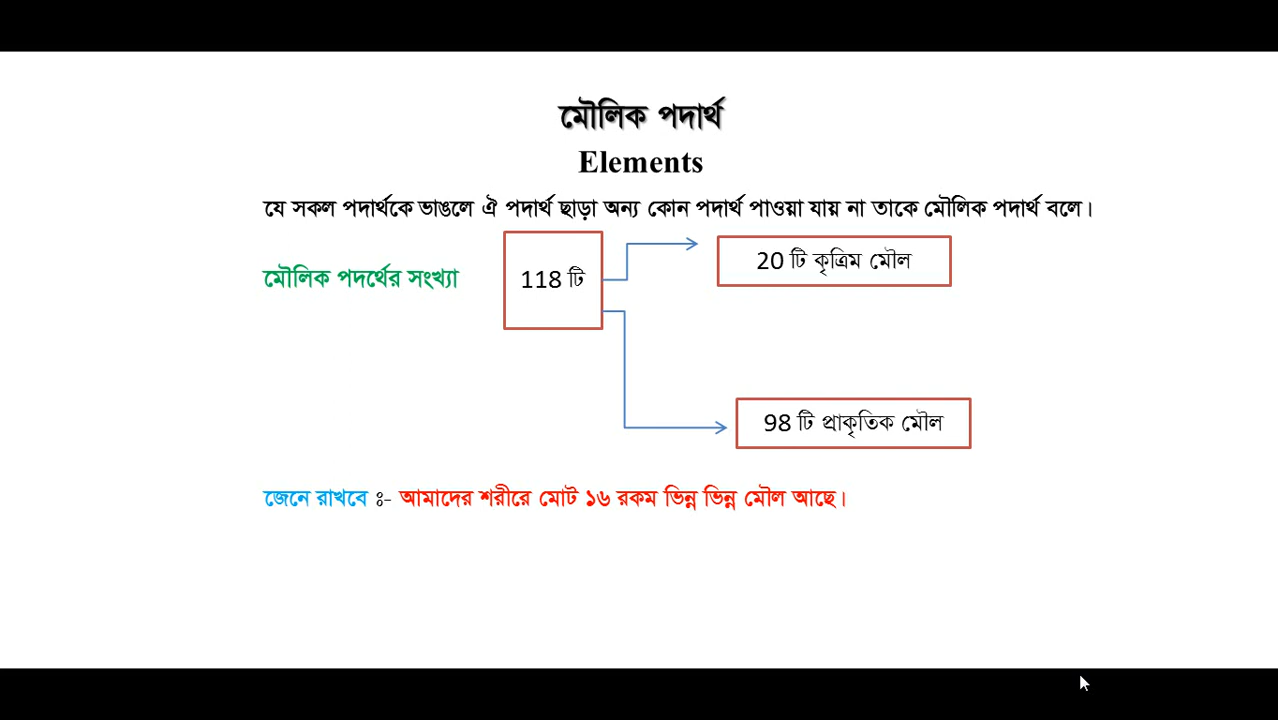 মৌলিক পদার্থ
Elements
যে সকল পদার্থকে ভাঙলে ঐ পদার্থ ছাড়া অন্য কোন পদার্থ পাওয়া যায় না তাকে মৌলিক পদার্থ বলে।
20 টি কৃত্রিম মৌল
মৌলিক পদর্থের সংখ্যা 118 টি
98 টি প্রাকৃতিক মৌল
জেনে রাখবে ঃ- আমাদের শরীরে মোট ১৬ রকম ভিন্ন ভিন্ন মৌল আছে।